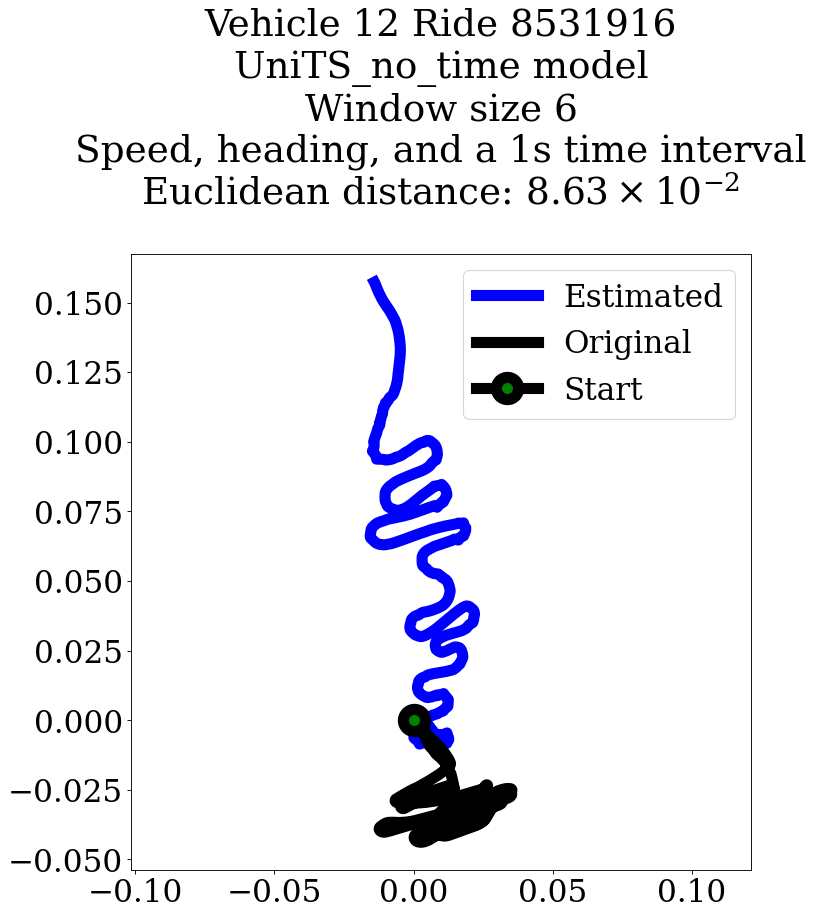 Vehicle 12 Ride 8531916
UniTS_no_time model
Window size 6
Speed, heading, and a 1s time interval
Euclidean distance: 8.63 × 10⁻²
Estimated
Original
Start
0.150
0.125
0.100
0.075
0.050
0.025
0.000
−0.025
−0.050
−0.10 −0.05 0.00 0.05 0.10